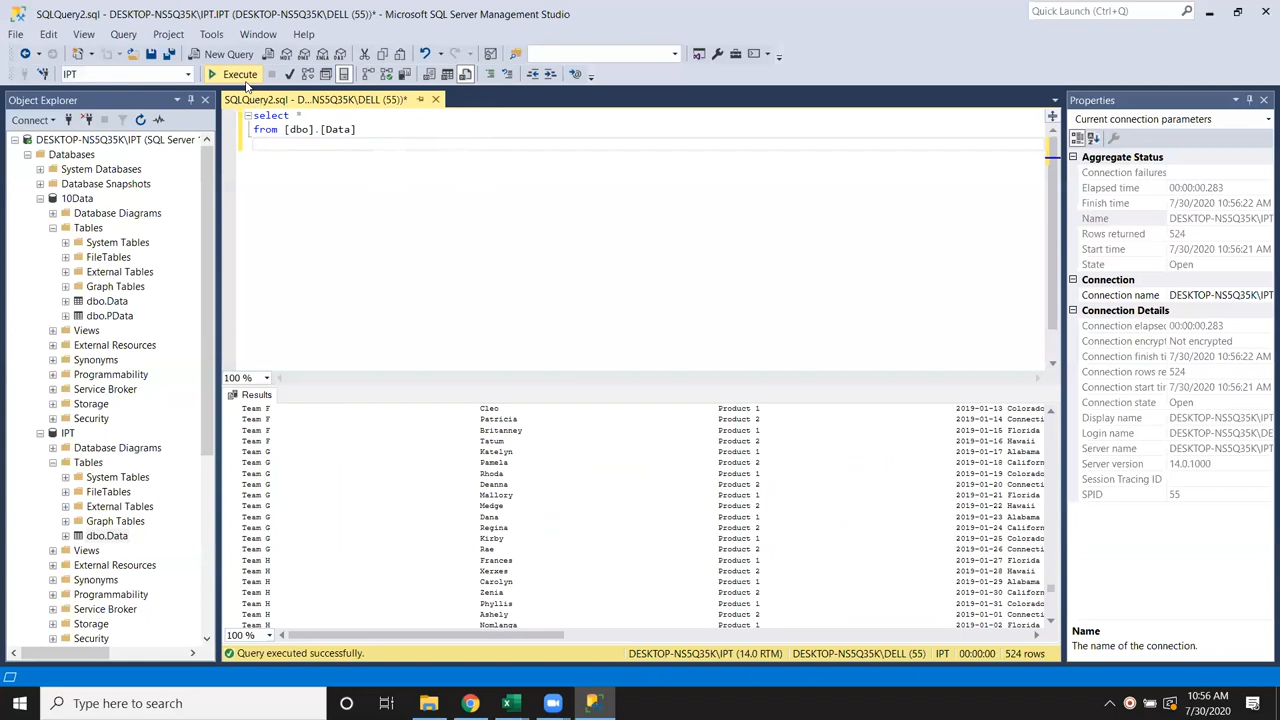 SQLQuery2.sql - DESKTOP-NS5Q35K\IPT.IPT (DESKTOP-NS5Q35K\DELL (55))* - Microsoft SQL Server Management Studio
Quick Launch (Ctrl+Q)
File Edit View Query Project Tools Window Help
New Query
MDX DMX XMLA DAX
IPT
Execute
Object Explorer
SQLQuery2.sql - D...NS5Q35K\DELL (55))*
Properties
Connect
select *
from [dbo].[Data]
Current connection parameters
DESKTOP-NS5Q35K\IPT (SQL Server
Databases
System Databases
Database Snapshots
10Data
Database Diagrams
Tables
System Tables
FileTables
External Tables
Graph Tables
dbo.Data
dbo.PData
Views
External Resources
Synonyms
Programmability
Service Broker
Storage
Security
IPT
Database Diagrams
Tables
System Tables
FileTables
External Tables
Graph Tables
dbo.Data
Views
External Resources
Synonyms
Programmability
Service Broker
Storage
Security
100 %
Results
Team F Cleo Product 1 2019-01-13 Colorado
Team F Patricia Product 2 2019-01-14 Connect
Team F Britanney Product 1 2019-01-15 Florida
Team F Tatum Product 2 2019-01-16 Hawaii
Team G Katelyn Product 1 2019-01-17 Alabama
Team G Pamela Product 2 2019-01-18 Californ
Team G Rhoda Product 1 2019-01-19 Colorado
Team G Deanna Product 2 2019-01-20 Connect
Team G Mallory Product 1 2019-01-21 Florida
Team G Medge Product 2 2019-01-22 Hawaii
Team G Dana Product 1 2019-01-23 Alabama
Team G Regina Product 2 2019-01-24 Californ
Team G Kirby Product 1 2019-01-25 Colorado
Team G Rae Product 2 2019-01-26 Connect
Team H Frances Product 1 2019-01-27 Florida
Team H Xerxes Product 2 2019-01-28 Hawaii
Team H Carolyn Product 1 2019-01-29 Alabama
Team H Zenia Product 2 2019-01-30 Californ
Team H Phyllis Product 1 2019-01-31 Colorado
Team H Ashely Product 2 2019-01-01 Connect
Team H Nomlanga Product 1 2019-01-02 Florida
100 %
Query executed successfully.
DESKTOP-NS5Q35K\IPT (14.0 RTM) DESKTOP-NS5Q35K\DELL (55) IPT 00:00:00 524 rows
Aggregate Status
Connection failures
Elapsed time 00:00:00.283
Finish time 7/30/2020 10:56:22 AM
Name DESKTOP-NS5Q35K\IPT
Rows returned 524
Start time 7/30/2020 10:56:21 AM
State Open
Connection
Connection name DESKTOP-NS5Q35K\IPT
Connection Details
Connection elapse 00:00:00.283
Connection encryp Not encrypted
Connection finish ti 7/30/2020 10:56:22 AM
Connection rows re 524
Connection start tir 7/30/2020 10:56:21 AM
Connection state Open
Display name DESKTOP-NS5Q35K\IPT
Login name DESKTOP-NS5Q35K\DE
Server name DESKTOP-NS5Q35K\IPT
Server version 14.0.1000
Session Tracing ID
SPID 55
Name
The name of the connection.
Type here to search
10:56 AM
7/30/2020